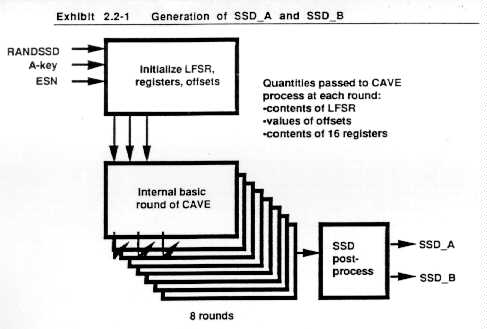 Exhibit 2.2-1 Generation of SSD_A and SSD_B
RANDSSD
A-key
ESN
Initialize LFSR,
registers, offsets
Quantities passed to CAVE
process at each round:
•contents of LFSR
•values of offsets
•contents of 16 registers
Internal basic
round of CAVE
SSD
post-
process
SSD_A
SSD_B
8 rounds